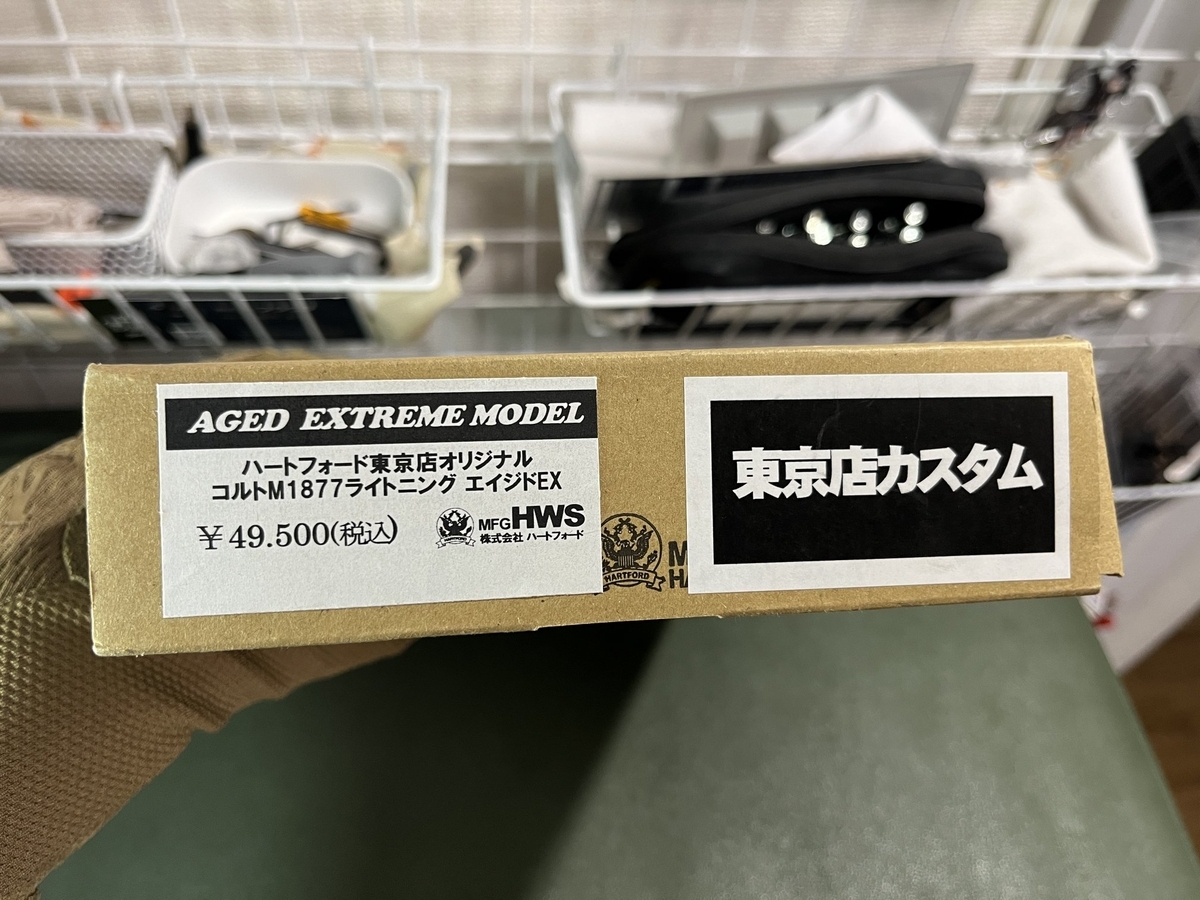 AGED EXTREME MODEL
ハートフォード東京店オリジナル
コルトM1877ライトニング エイジドEX
￥49.500(税込)
MFG HWS
株式会社 ハートフォード
HARTFORD
東京店カスタム